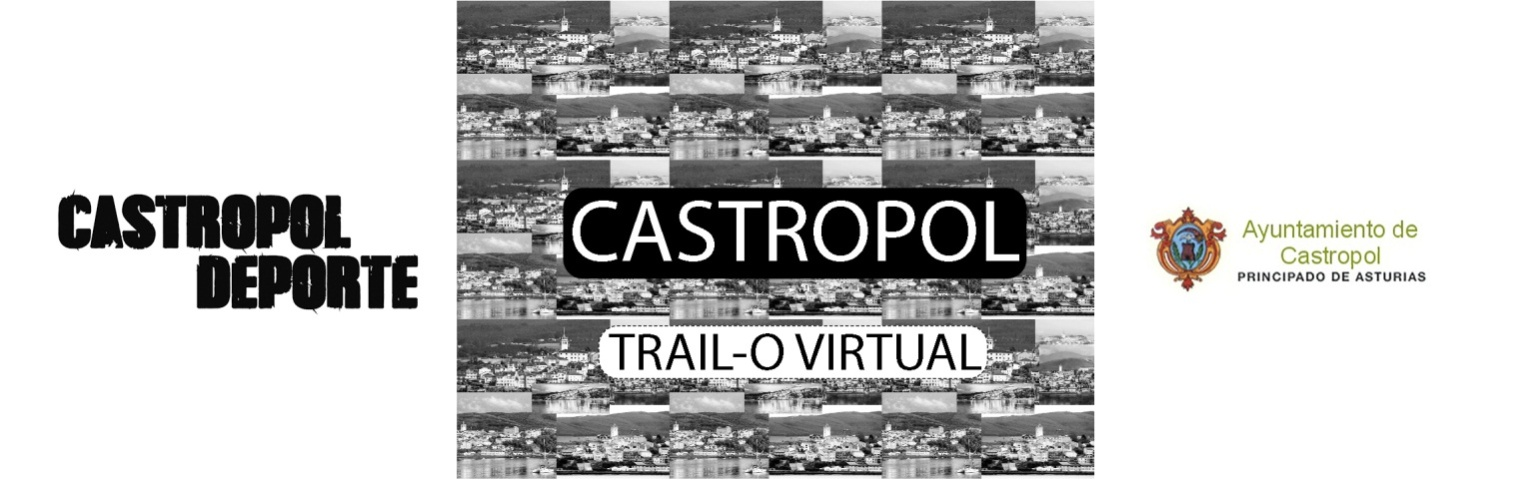 CASTROPOL
DEPORTE
CASTROPOL
TRAIL-O VIRTUAL
Ayuntamiento de
Castropol
PRINCIPADO DE ASTURIAS